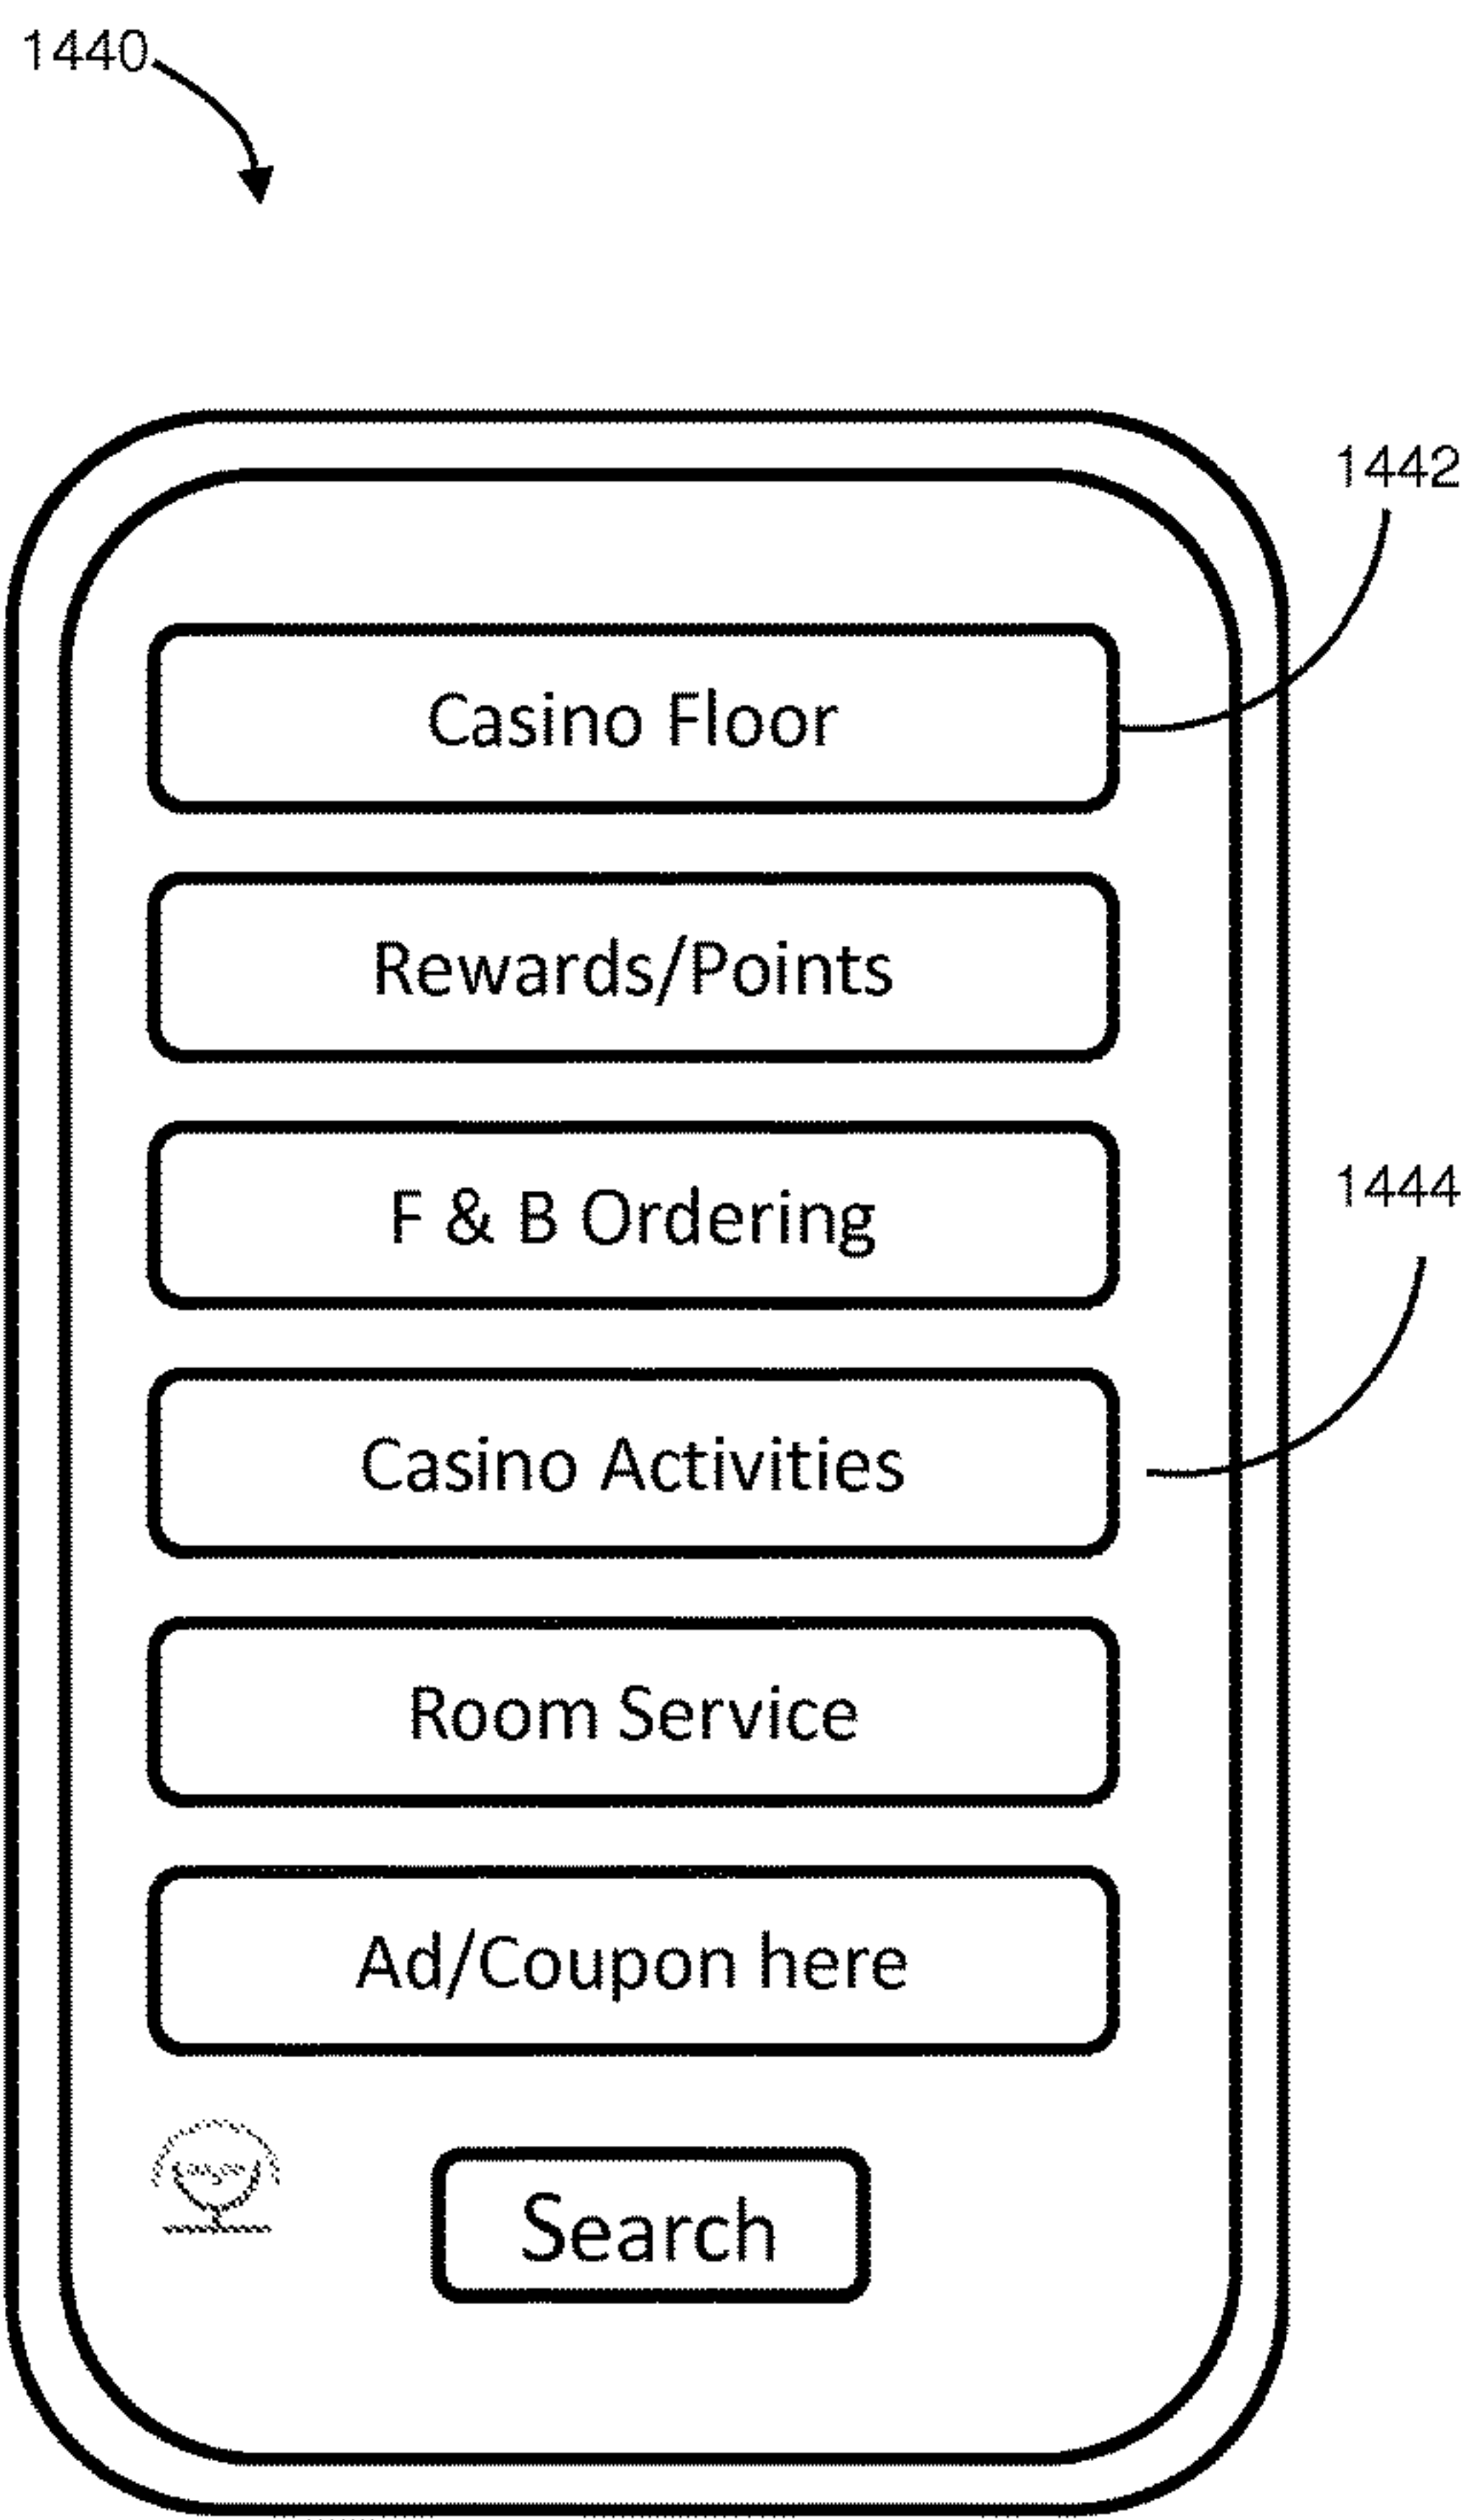 1440
1442
Casino Floor
Rewards/Points
F & B Ordering
1444
Casino Activities
Room Service
Ad/Coupon here
Search